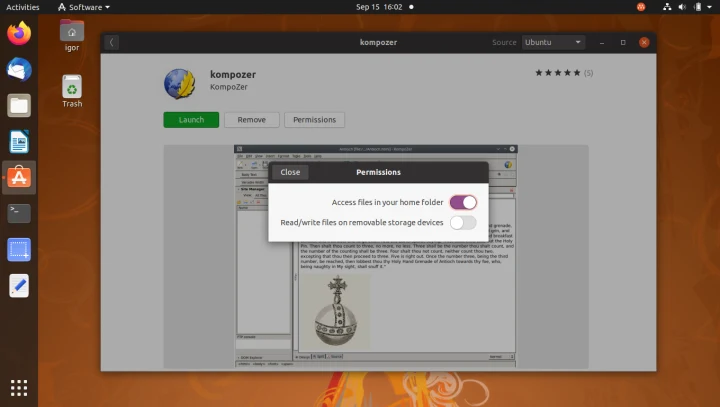 Activities
Software
Sep 15 16:02
igor
Trash
kompozer
Source
Ubuntu
kompozer
KompoZer
(5)
Launch
Remove
Permissions
Close
Permissions
Access files in your home folder
Read/write files on removable storage devices
grenade,
breakfast
the Holy
Pin. Then shalt thou count to three, no more, no less. Three shall be the number thou shalt count, and
the number of the counting shall be three. Four shalt thou not count, neither count thou two,
excepting that thou then proceed to three. Five is right out. Once the number three, being the third
number, be reached, then lobbest thou thy Holy Hand Grenade of Antioch towards thy foe, who,
being naughty in My sight, shall snuff it."